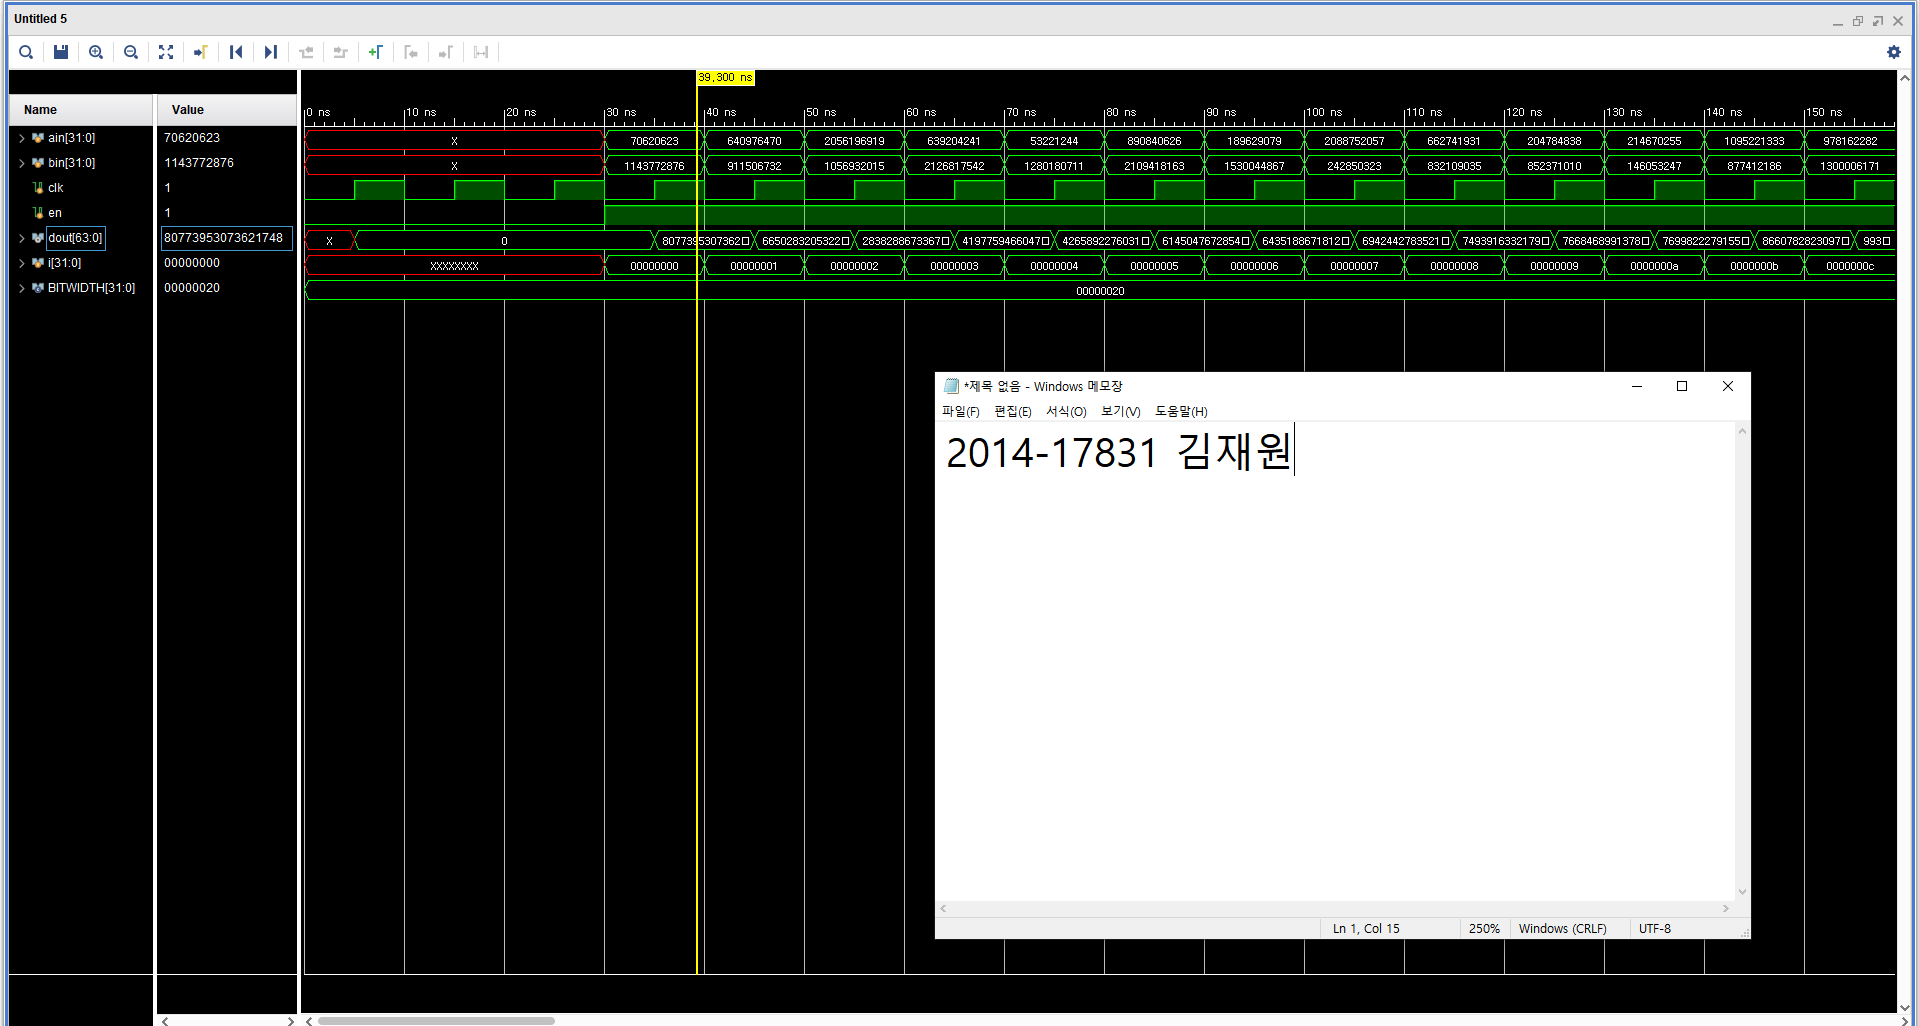 Untitled 5
39,300 ns
Name Value
0 ns 10 ns 20 ns 30 ns 40 ns 50 ns 60 ns 70 ns 80 ns 90 ns 100 ns 110 ns 120 ns 130 ns 140 ns 150 ns
ain[31:0] 70620623 X 70620623 640976470 2056196919 639204241 53221244 890840626 189629079 2088752057 662741931 204784838 214670255 1095221333 978162282
bin[31:0] 1143772876 X 1143772876 911506732 1056932015 2126817542 1280180711 2109418163 1530044867 242850323 832109035 852371010 146053247 877412186 1300006171
clk 1
en 1
dout[63:0] 80773953073621748 X 0 8077395307362□ 6650283205322□ 2838288673367□ 4197759466047□ 4265892276031□ 6145047672854□ 6435188671812□ 6942442783521□ 7493916332179□ 7668468991378□ 7699822279155□ 8660782823097□ 993□
i[31:0] 00000000 XXXXXXXX 00000000 00000001 00000002 00000003 00000004 00000005 00000006 00000007 00000008 00000009 0000000a 0000000b 0000000c
BITWIDTH[31:0] 00000020 00000020
*제목 없음 - Windows 메모장
파일(F) 편집(E) 서식(O) 보기(V) 도움말(H)
2014-17831 김재원
Ln 1, Col 15 250% Windows (CRLF) UTF-8